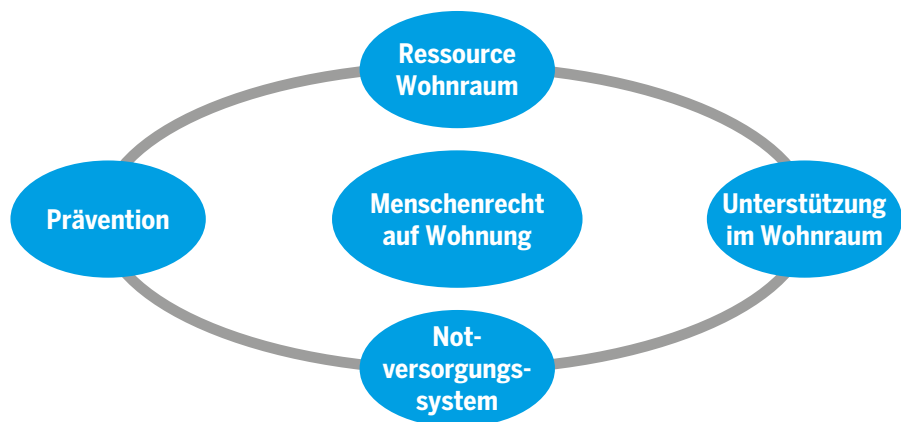 Ressource
Wohnraum
Prävention
Menschenrecht
auf Wohnung
Unterstützung
im Wohnraum
Not-
versorgungs-
system